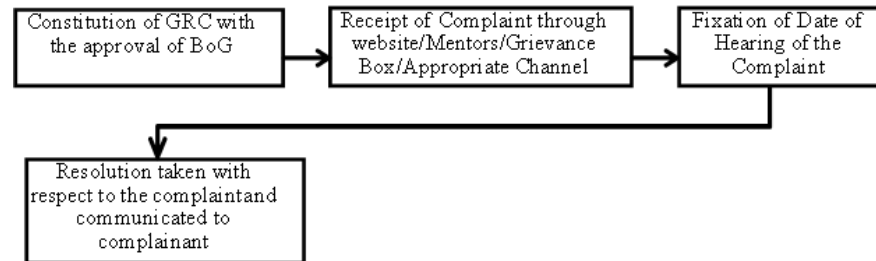 Constitution of GRC with
the approval of BoG
Receipt of Complaint through
website/Mentors/Grievance
Box/Appropriate Channel
Fixation of Date of
Hearing of the
Complaint
Resolution taken with
respect to the complaintand
communicated to
complainant